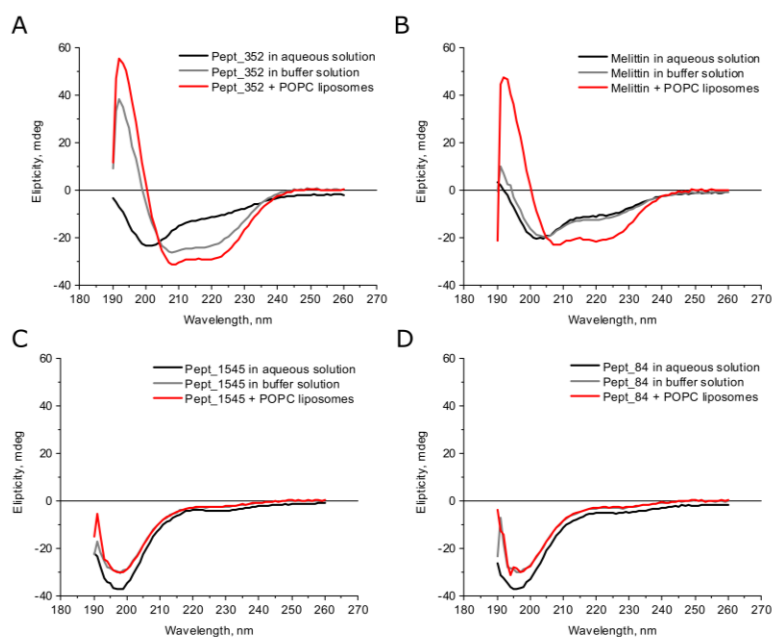 A
Pept_352 in aqueous solution
Pept_352 in buffer solution
Pept_352 + POPC liposomes
Elipticity, mdeg
60
40
20
0
-20
-40
180 190 200 210 220 230 240 250 260 270
Wavelength, nm
B
Melittin in aqueous solution
Melittin in buffer solution
Melittin + POPC liposomes
Elipticity, mdeg
60
40
20
0
-20
-40
180 190 200 210 220 230 240 250 260 270
Wavelength, nm
C
Pept_1545 in aqueous solution
Pept_1545 in buffer solution
Pept_1545 + POPC liposomes
Elipticity, mdeg
60
40
20
0
-20
-40
180 190 200 210 220 230 240 250 260 270
Wavelength, nm
D
Pept_84 in aqueous solution
Pept_84 in buffer solution
Pept_84 + POPC liposomes
Elipticity, mdeg
60
40
20
0
-20
-40
180 190 200 210 220 230 240 250 260 270
Wavelength, nm